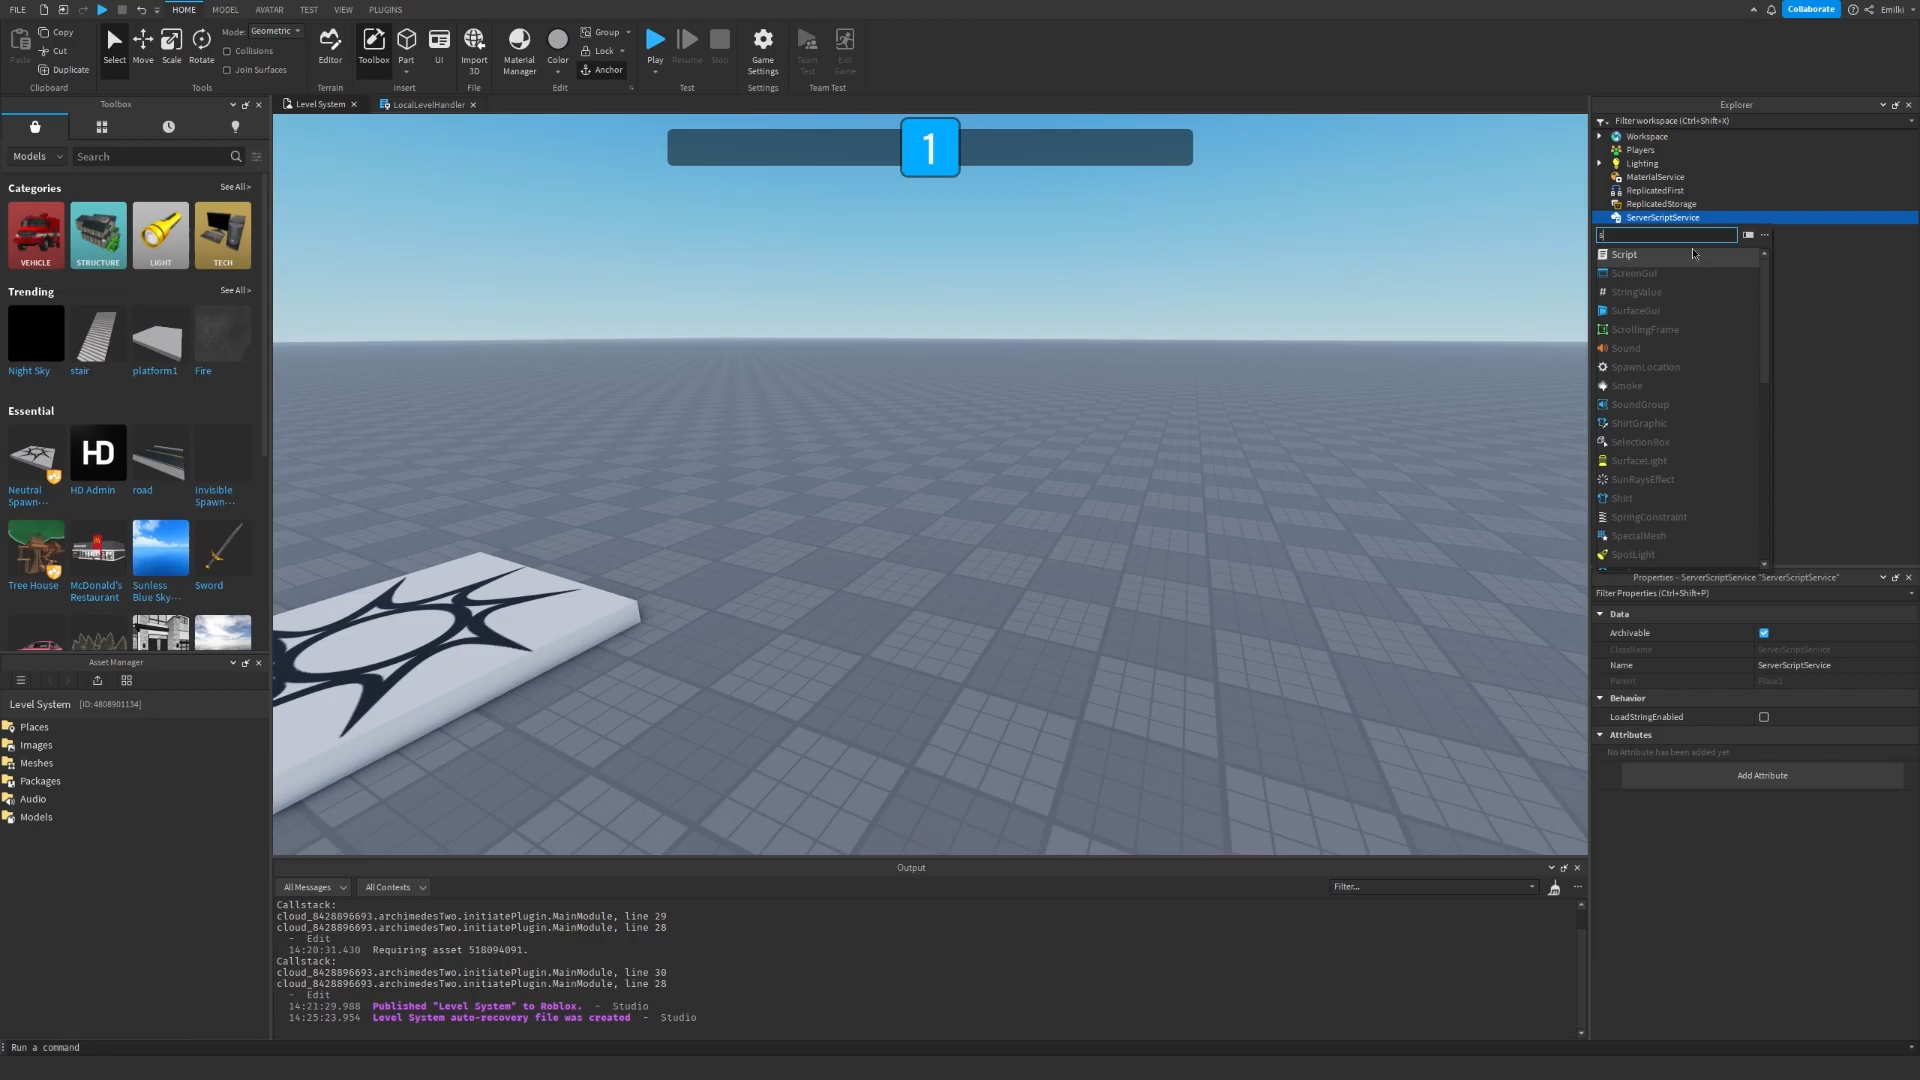 FILE
HOME
MODEL
AVATAR
TEST
VIEW
PLUGINS
Collaborate
Emilki
Paste
Copy
Cut
Duplicate
Clipboard
Select
Move
Scale
Rotate
Mode:
Geometric
Collisions
Join Surfaces
Tools
Editor
Terrain
Toolbox
Part
UI
Insert
Import
3D
File
Material
Manager
Color
Group
Lock
Anchor
Edit
Play
Resume
Stop
Test
Game
Settings
Settings
Team
Test
Exit
Game
Team Test
Toolbox
Models
Search
Categories
See All >
VEHICLE
STRUCTURE
LIGHT
TECH
Trending
See All >
Night Sky
stair
platform1
Fire
Essential
HD
Neutral
Spawn···
HD Admin
road
Invisible
Spawn···
Tree House
McDonald's
Restaurant
Sunless
Blue Sky···
Sword
Asset Manager
Level System
[ID: 4808901134]
Places
Images
Meshes
Packages
Audio
Models
Level System
LocalLevelHandler
1
Output
All Messages
All Contexts
Filter...
Callstack:
cloud_8428896693.archimedesTwo.initiatePlugin.MainModule, line 29
cloud_8428896693.archimedesTwo.initiatePlugin.MainModule, line 28
- Edit
14:20:31.430 Requiring asset 518094091.
Callstack:
cloud_8428896693.archimedesTwo.initiatePlugin.MainModule, line 30
cloud_8428896693.archimedesTwo.initiatePlugin.MainModule, line 28
- Edit
14:21:29.988 Published "Level System" to Roblox. - Studio
14:25:23.954 Level System auto-recovery file was created - Studio
Run a command
Explorer
Filter workspace (Ctrl+Shift+X)
Workspace
Players
Lighting
MaterialService
ReplicatedFirst
ReplicatedStorage
ServerScriptService
s
Script
ScreenGui
StringValue
SurfaceGui
ScrollingFrame
Sound
SpawnLocation
Smoke
SoundGroup
ShirtGraphic
SelectionBox
SurfaceLight
SunRaysEffect
Shirt
SpringConstraint
SpecialMesh
SpotLight
Properties - ServerScriptService "ServerScriptService"
Filter Properties (Ctrl+Shift+P)
Data
Archivable
ClassName
ServerScriptService
Name
ServerScriptService
Parent
Place1
Behavior
LoadStringEnabled
Attributes
No Attribute has been added yet
Add Attribute